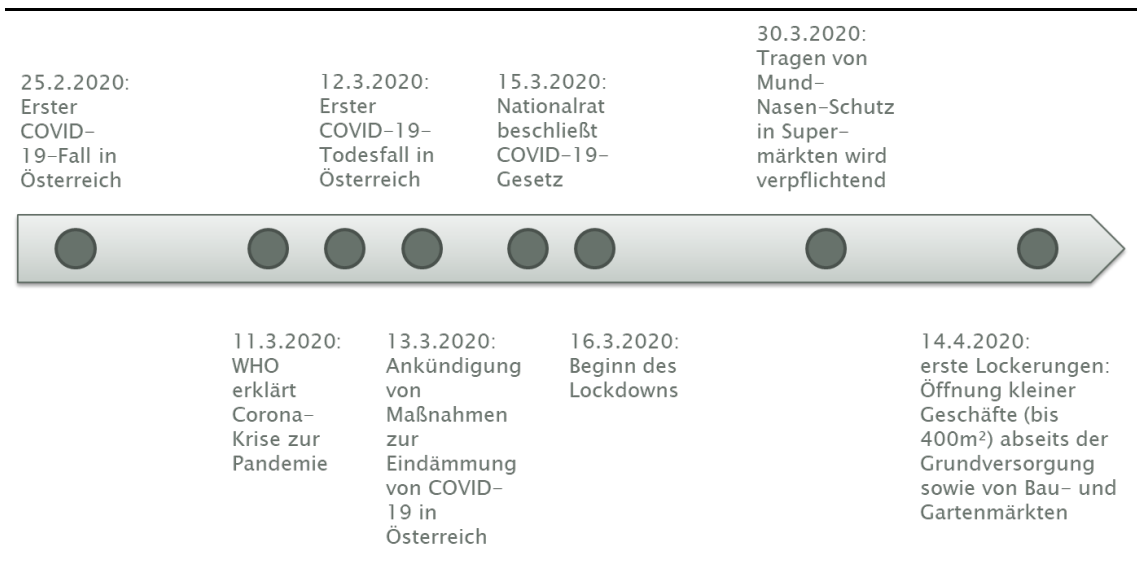 25.2.2020:
Erster
COVID–
19–Fall in
Österreich
11.3.2020:
WHO
erklärt
Corona–
Krise zur
Pandemie
12.3.2020:
Erster
COVID–19–
Todesfall in
Österreich
13.3.2020:
Ankündigung
von
Maßnahmen
zur
Eindämmung
von COVID–
19 in
Österreich
15.3.2020:
Nationalrat
beschließt
COVID–19–
Gesetz
16.3.2020:
Beginn des
Lockdowns
30.3.2020:
Tragen von
Mund–
Nasen–Schutz
in Super–
märkten wird
verpflichtend
14.4.2020:
erste Lockerungen:
Öffnung kleiner
Geschäfte (bis
400m²) abseits der
Grundversorgung
sowie von Bau– und
Gartenmärkten